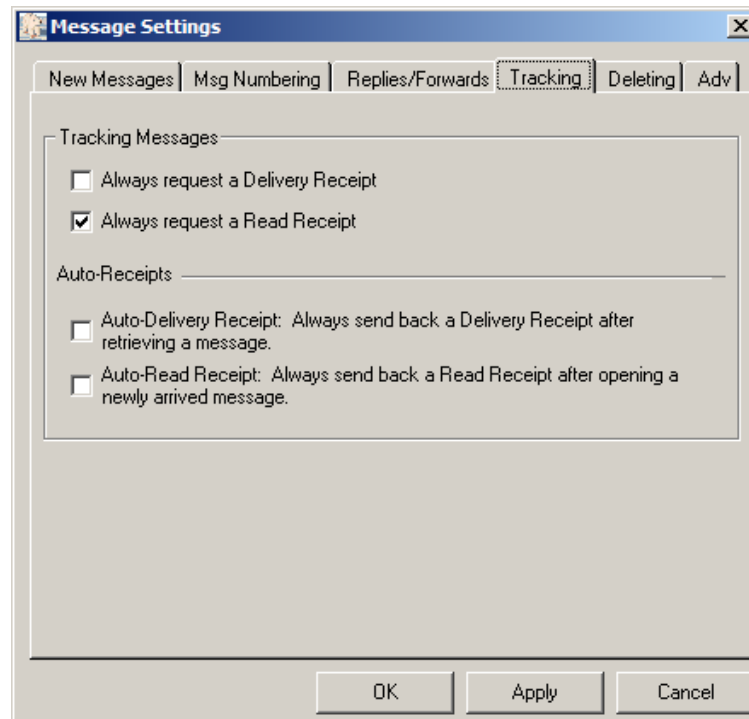 Message Settings
New Messages Msg Numbering Replies/Forwards Tracking Deleting Adv
Tracking Messages
Always request a Delivery Receipt
Always request a Read Receipt
Auto-Receipts
Auto-Delivery Receipt:  Always send back a Delivery Receipt after
retrieving a message.
Auto-Read Receipt:  Always send back a Read Receipt after opening a
newly arrived message.
OK Apply Cancel